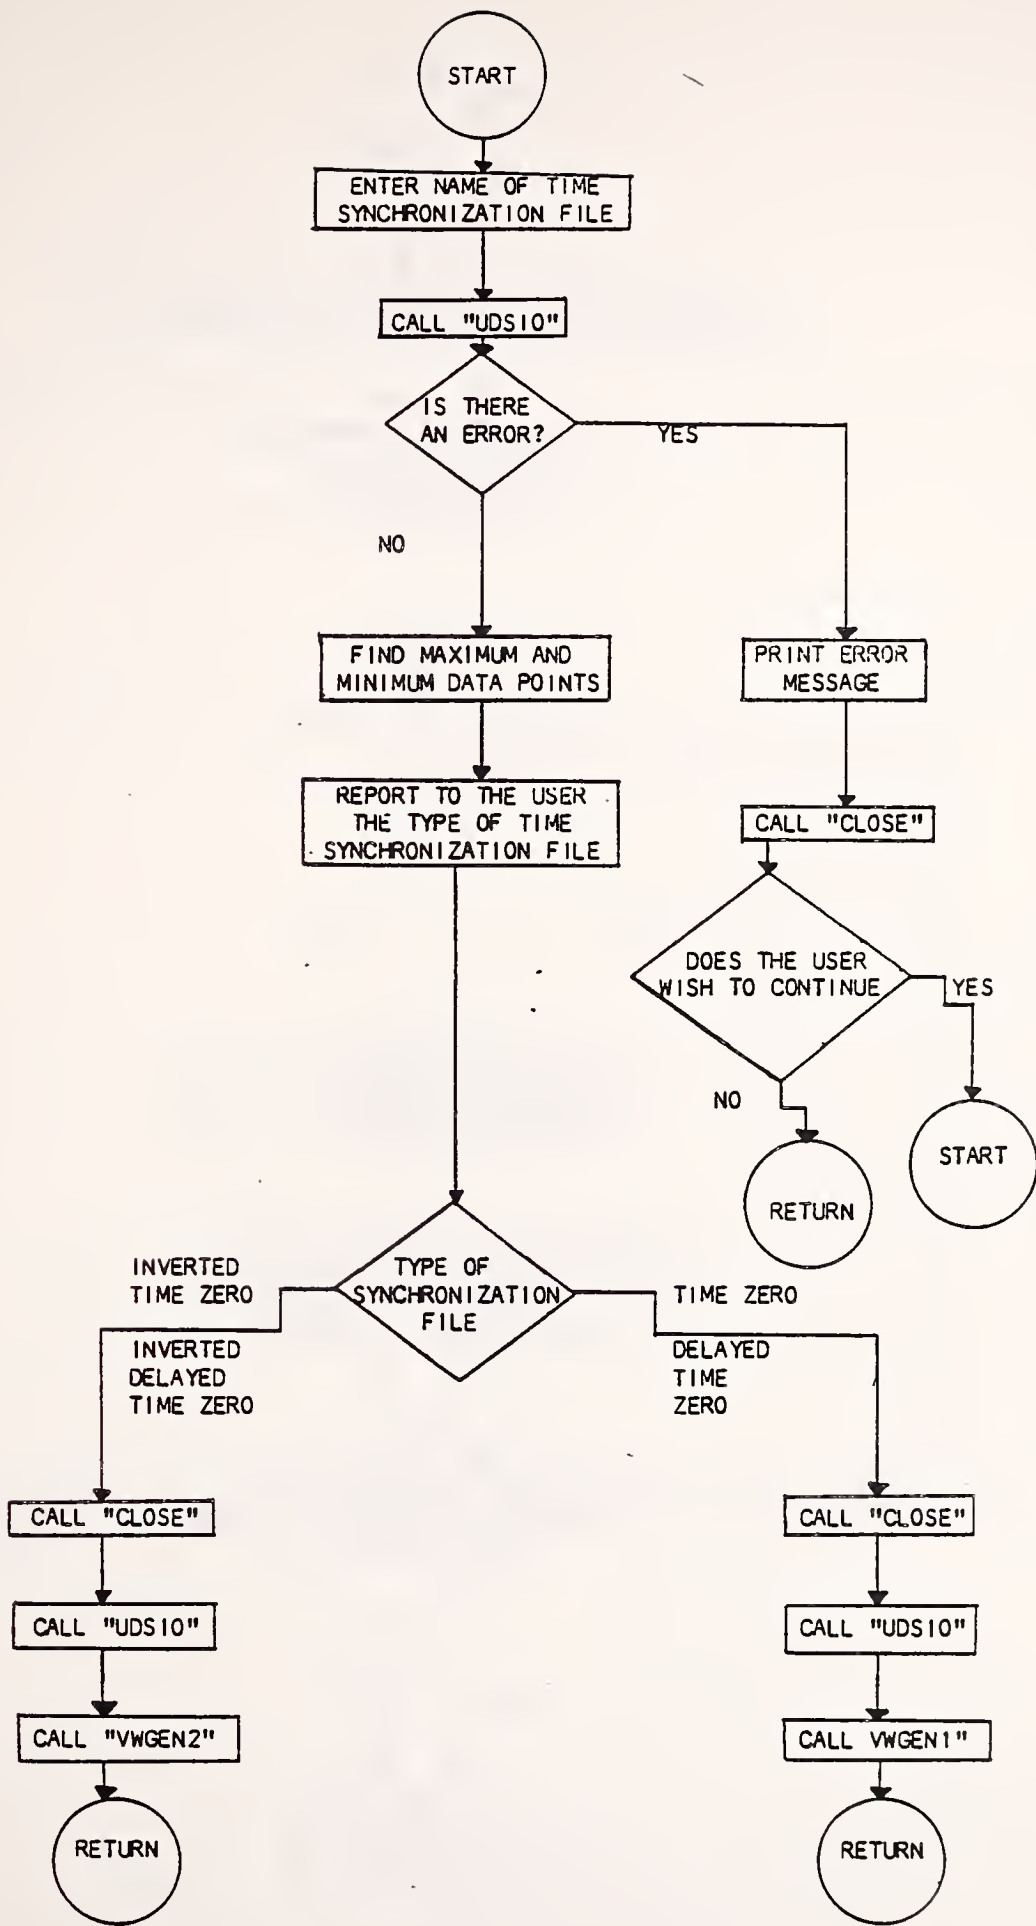 START
ENTER NAME OF TIME
SYNCHRONIZATION FILE
CALL "UDSIO"
IS THERE
AN ERROR?
YES
NO
FIND MAXIMUM AND
MINIMUM DATA POINTS
PRINT ERROR
MESSAGE
REPORT TO THE USER
THE TYPE OF TIME
SYNCHRONIZATION FILE
CALL "CLOSE"
DOES THE USER
WISH TO CONTINUE
YES
NO
START
RETURN
TYPE OF
SYNCHRONIZATION
FILE
INVERTED
TIME ZERO
INVERTED
DELAYED
TIME ZERO
TIME ZERO
DELAYED
TIME
ZERO
CALL "CLOSE"
CALL "UDSIO"
CALL "VWGEN2"
RETURN
CALL "CLOSE"
CALL "UDSIO"
CALL VWGEN1"
RETURN